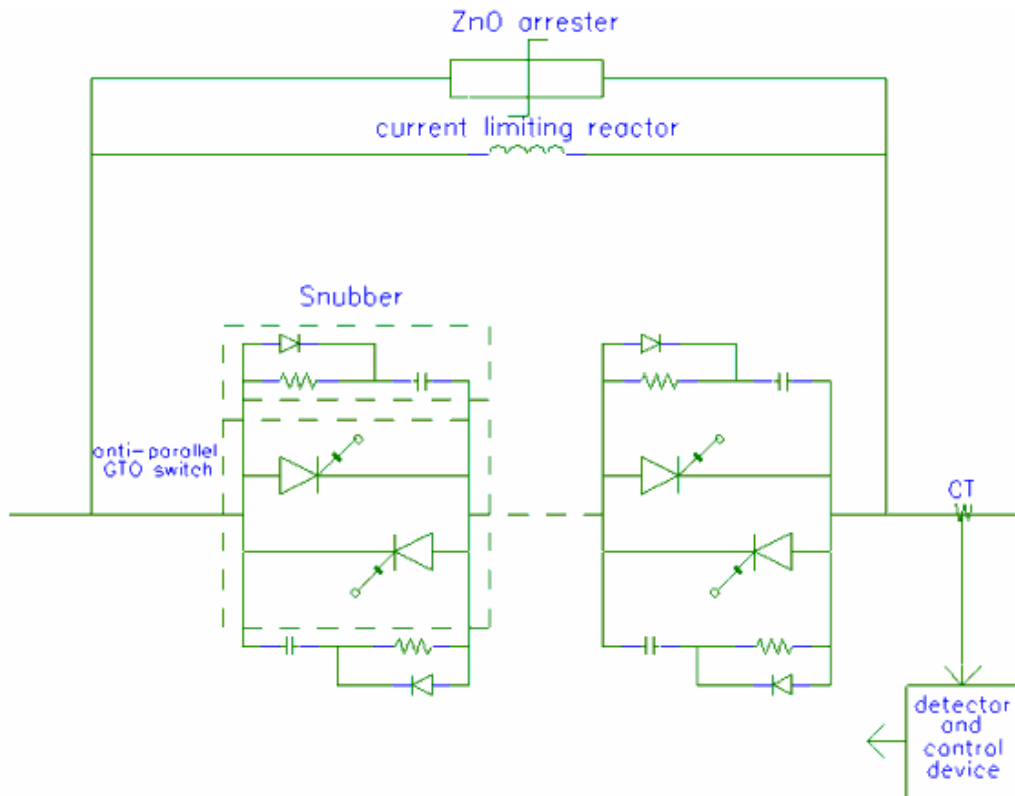 ZnO arrester
current limiting reactor
Snubber
anti-parallel
GTO switch
CT
detector
and
control
device